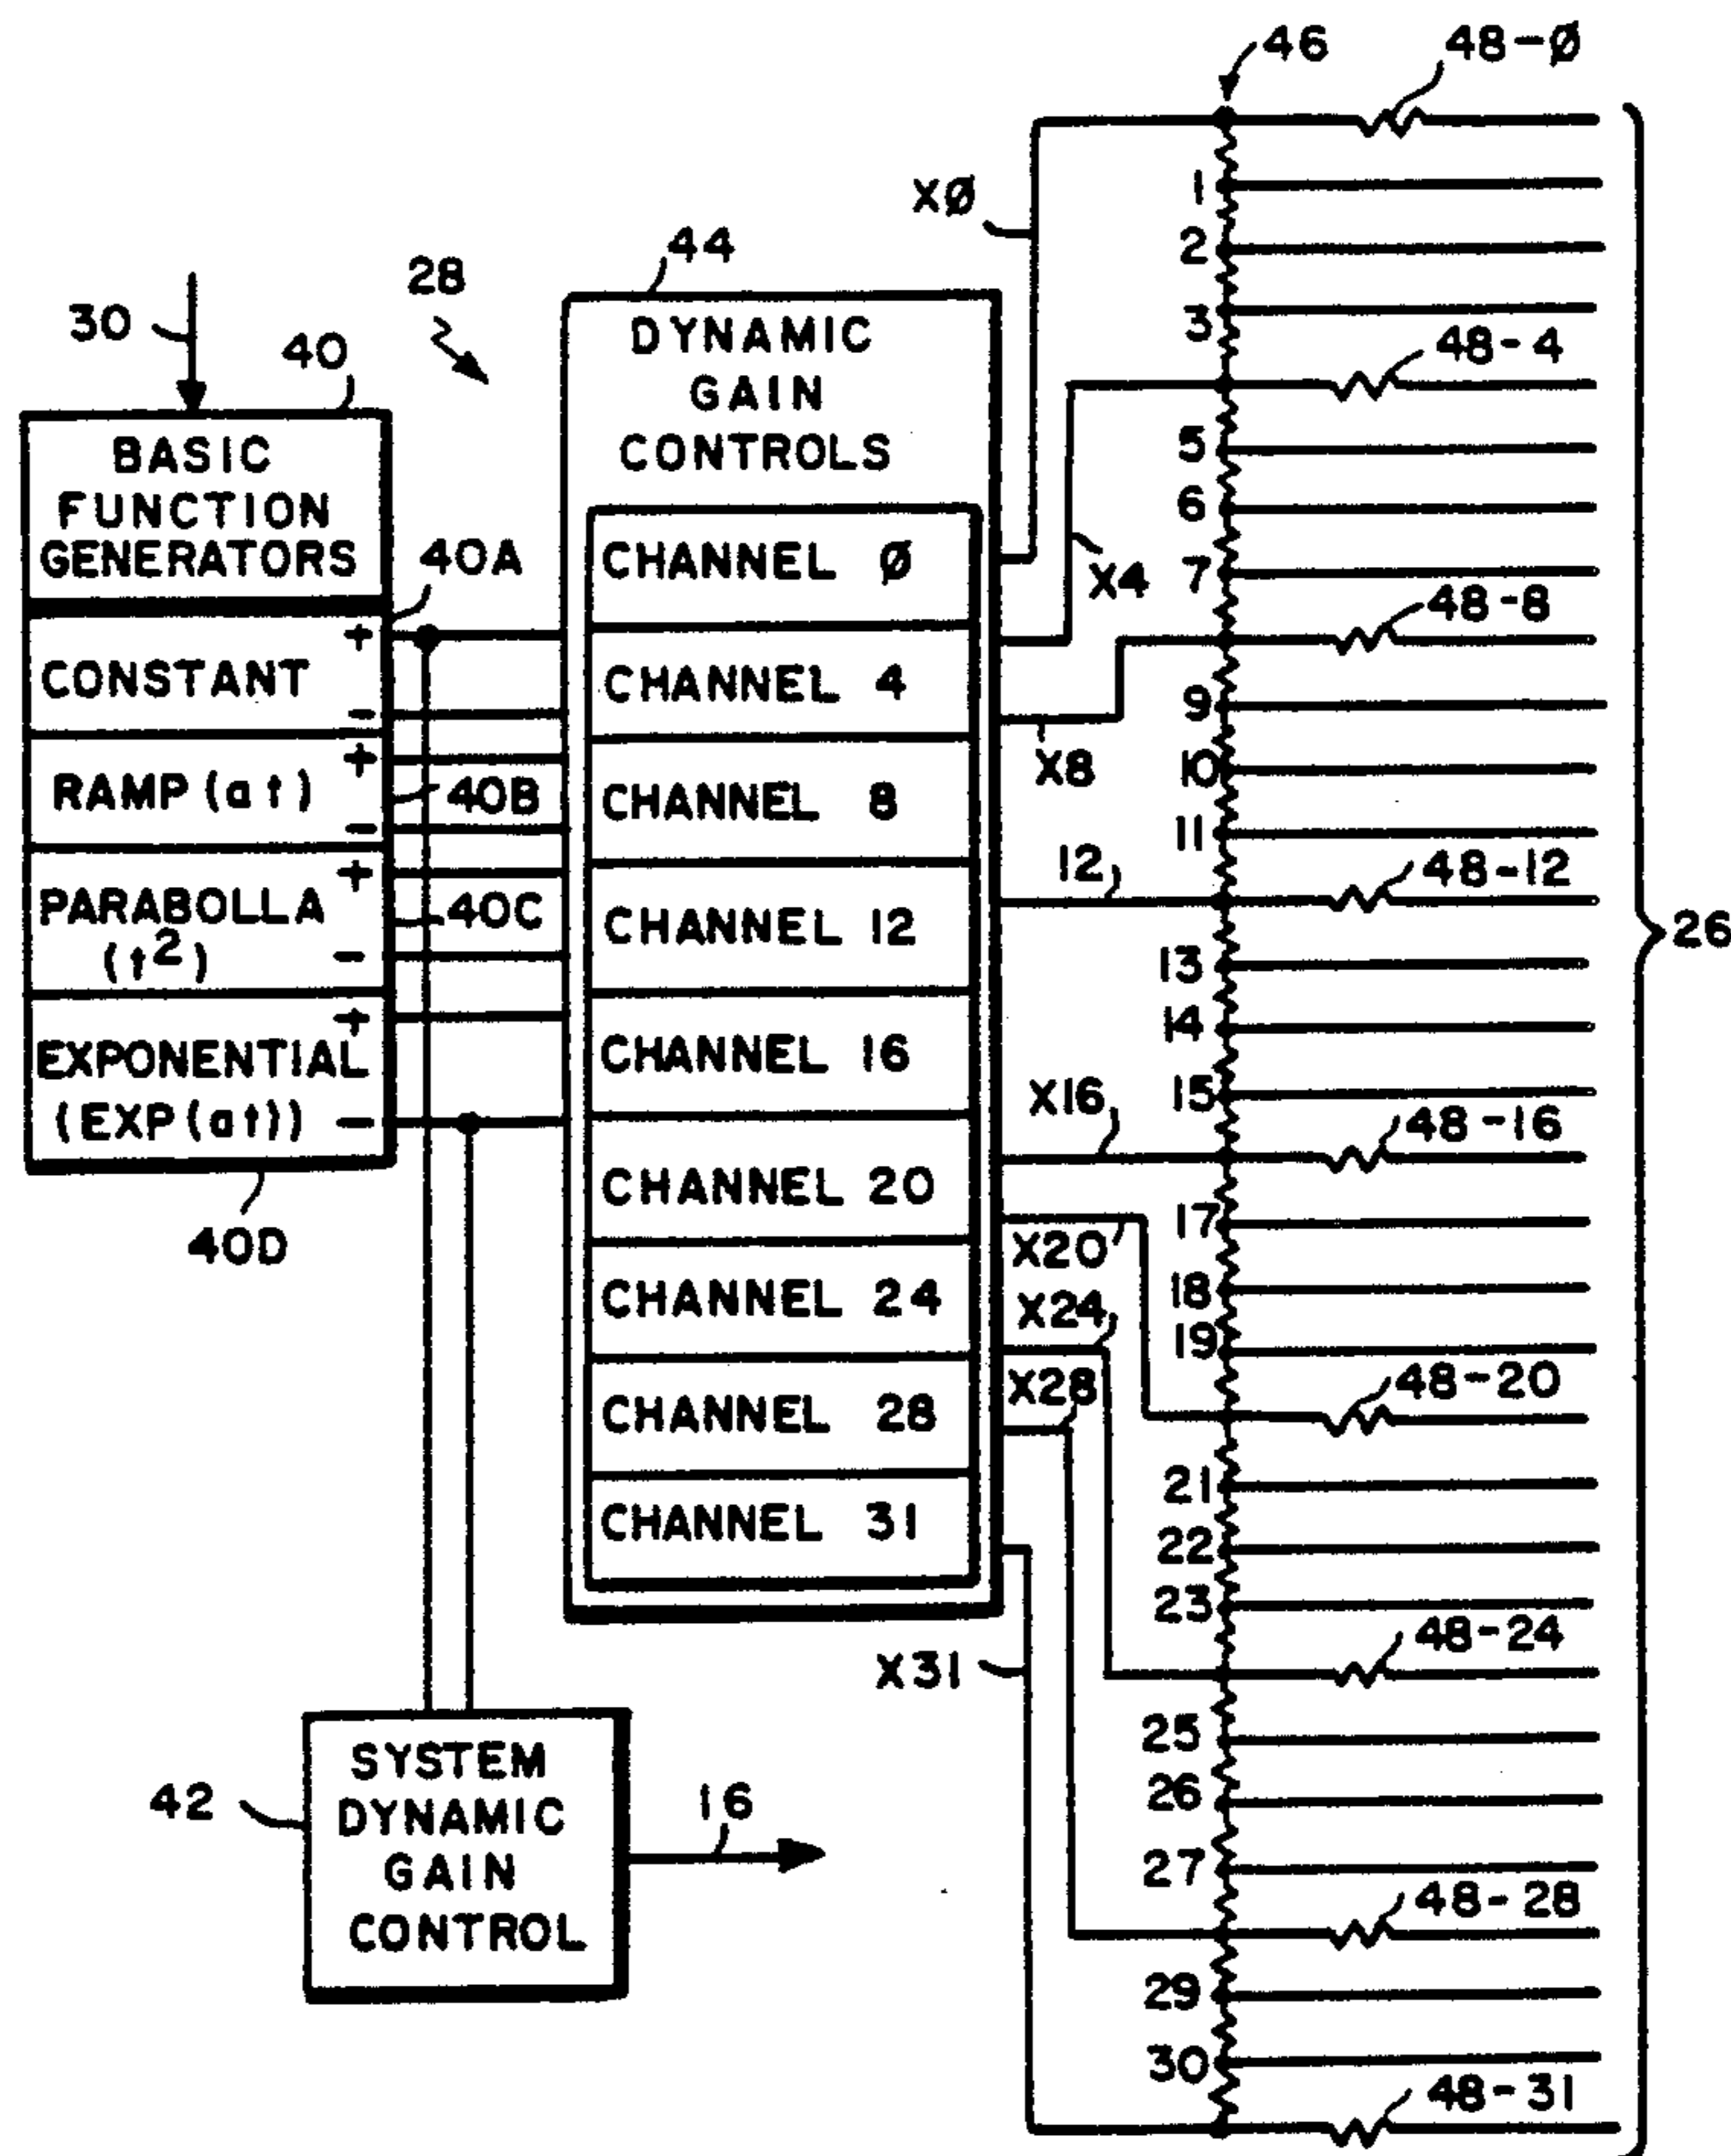 46
48-Ø
XØ
1
2
3
44
28
30
40
DYNAMIC
GAIN
CONTROLS
48-4
BASIC
FUNCTION
GENERATORS
40A
5
6
7
X4
CHANNEL Ø
48-8
+
CONSTANT
-
CHANNEL 4
9
X8
+
RAMP (at)
40B
-
CHANNEL 8
10
11
12
48-12
+
PARABOLLA
(t²)
40C
-
CHANNEL 12
26
13
14
+
EXPONENTIAL
(EXP(at))
-
CHANNEL 16
X16
15
48-16
40D
CHANNEL 20
17
X20
18
CHANNEL 24
X24
19
X28
48-20
CHANNEL 28
21
CHANNEL 31
22
23
48-24
X31
25
SYSTEM
DYNAMIC
GAIN
CONTROL
42
16
26
27
48-28
29
30
48-31